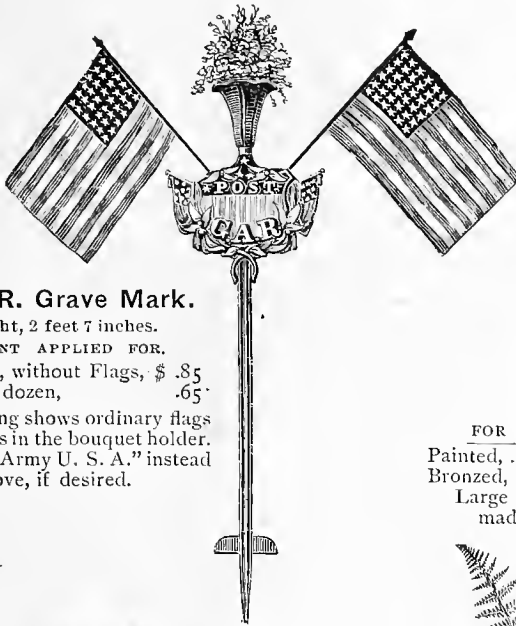 POST
GAR
R. Grave Mark.
ht, 2 feet 7 inches.
NT APPLIED FOR.
, without Flags, $ .85
dozen, .65
ng shows ordinary flags
s in the bouquet holder.
Army U. S. A." instead
ove, if desired.
FOR
Painted, .
Bronzed,
Large
mad